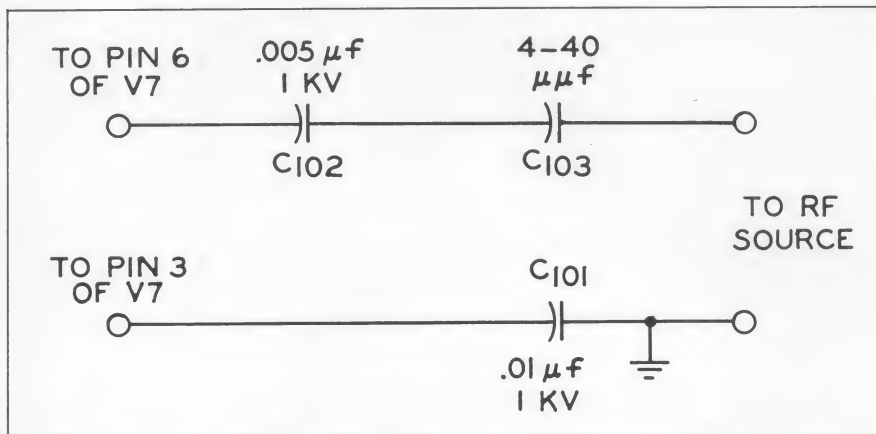 TO PIN 6
OF V7
.005 μf
1 KV
C102
4-40
μμf
C103
TO RF
SOURCE
TO PIN 3
OF V7
C101
.01 μf
1 KV